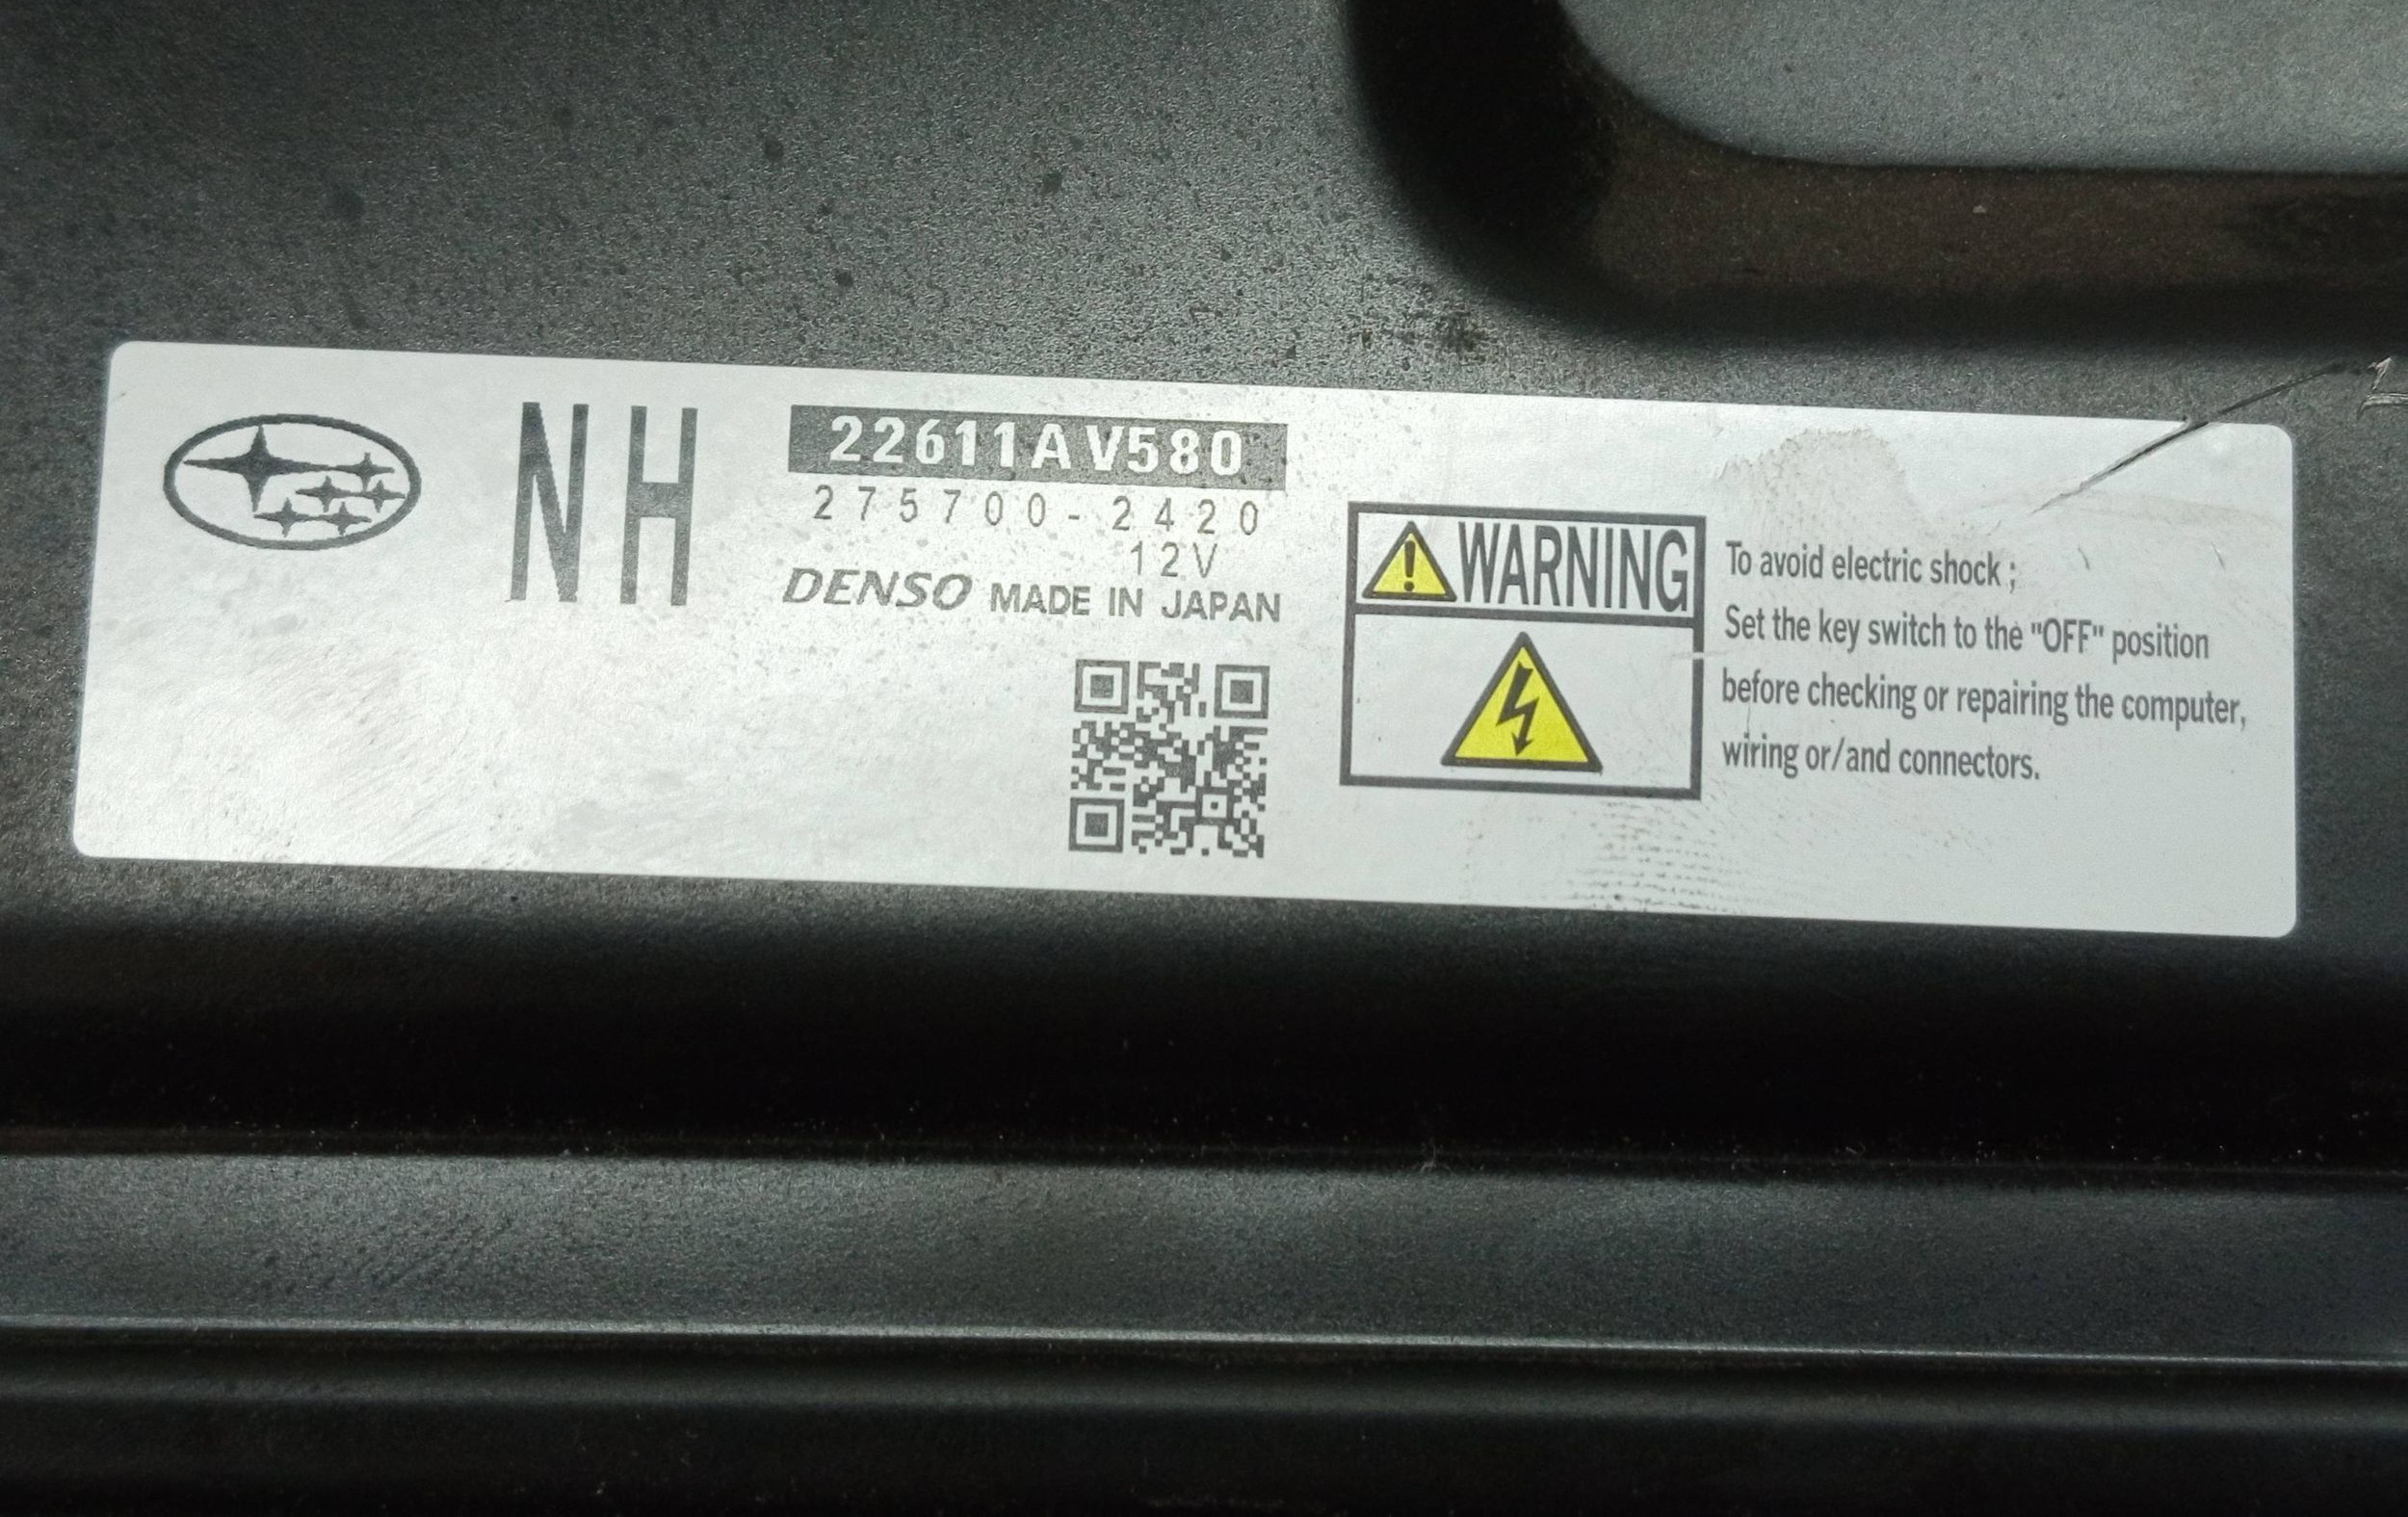 NH
22611AV580
275700-2420
12V
DENSO MADE IN JAPAN
WARNING
To avoid electric shock ;
Set the key switch to the "OFF" position
before checking or repairing the computer,
wiring or/and connectors.